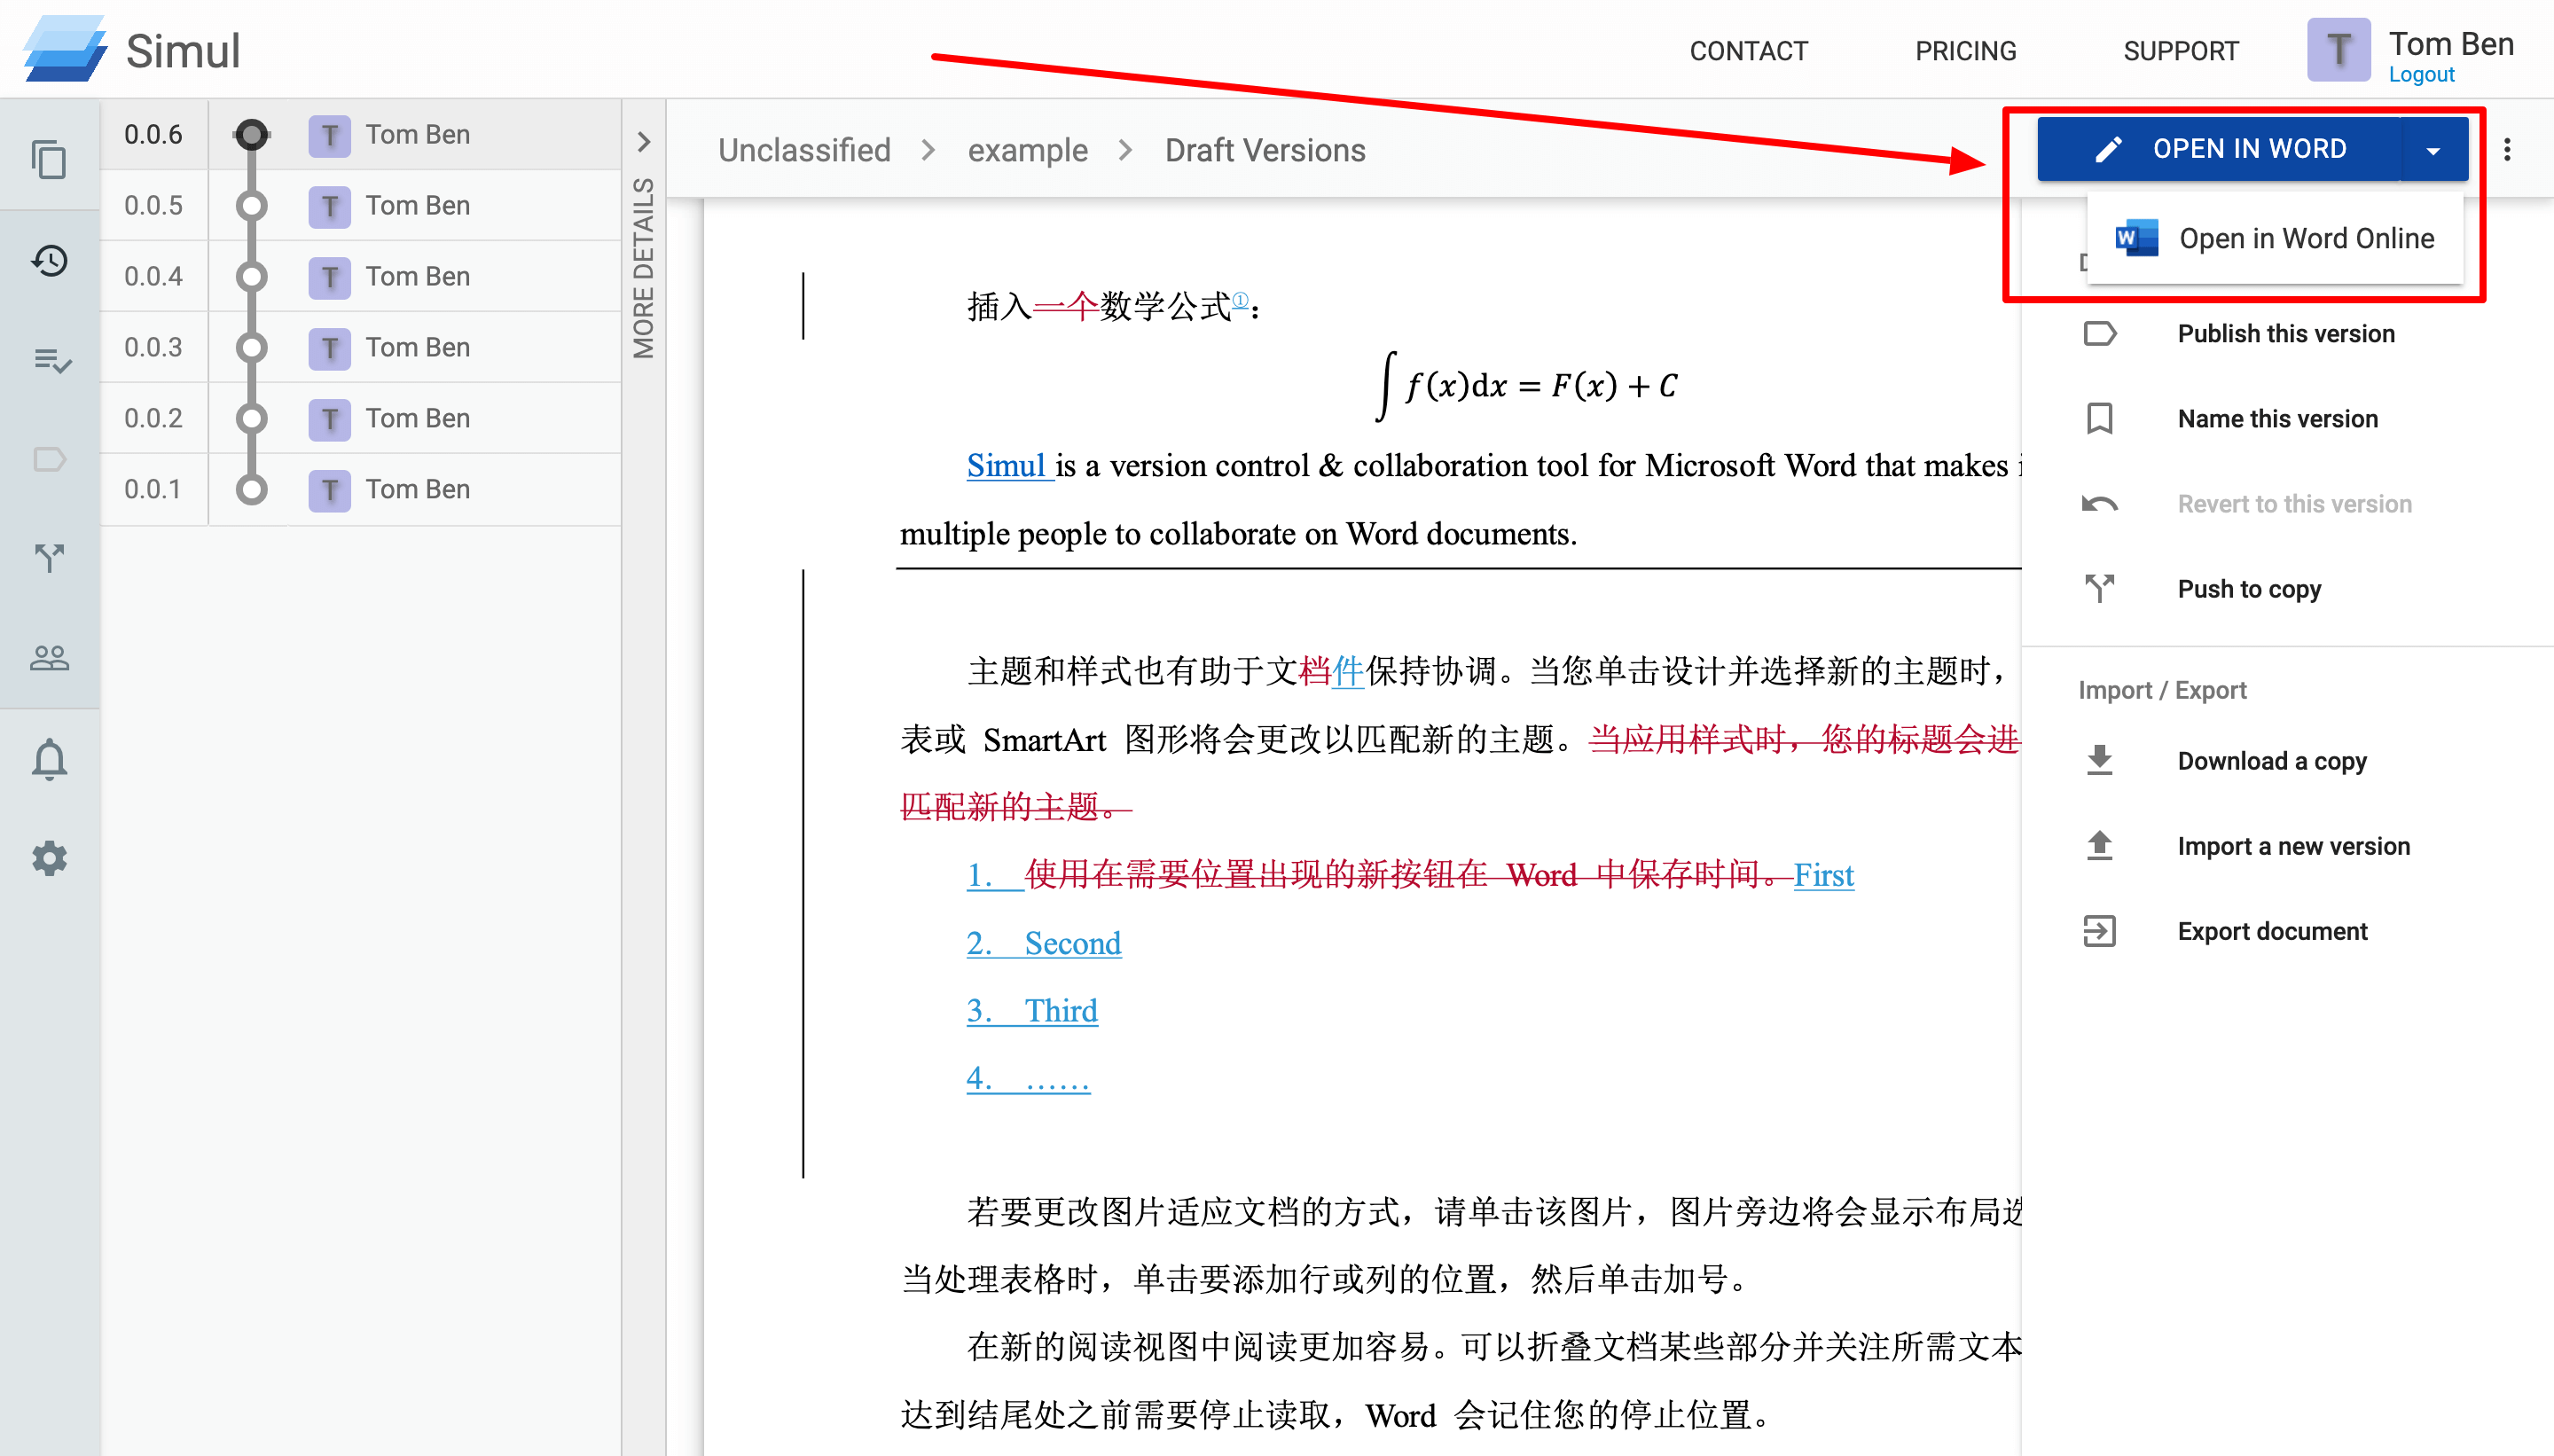 Simul
CONTACT
PRICING
SUPPORT
T
Tom Ben
Logout
0.0.6 T Tom Ben
0.0.5 T Tom Ben
0.0.4 T Tom Ben
0.0.3 T Tom Ben
0.0.2 T Tom Ben
0.0.1 T Tom Ben
MORE DETAILS
Unclassified > example > Draft Versions
OPEN IN WORD
Open in Word Online
插入一个数学公式①：
∫ f(x)dx = F(x) + C
Simul is a version control & collaboration tool for Microsoft Word that makes
multiple people to collaborate on Word documents.
主题和样式也有助于文档件保持协调。当您单击设计并选择新的主题时，
表或 SmartArt 图形将会更改以匹配新的主题。当应用样式时，您的标题会进
匹配新的主题。
1. 使用在需要位置出现的新按钮在 Word 中保存时间。First
2. Second
3. Third
4. ……
若要更改图片适应文档的方式，请单击该图片，图片旁边将会显示布局选
当处理表格时，单击要添加行或列的位置，然后单击加号。
在新的阅读视图中阅读更加容易。可以折叠文档某些部分并关注所需文本
达到结尾处之前需要停止读取，Word 会记住您的停止位置。
Publish this version
Name this version
Revert to this version
Push to copy
Import / Export
Download a copy
Import a new version
Export document